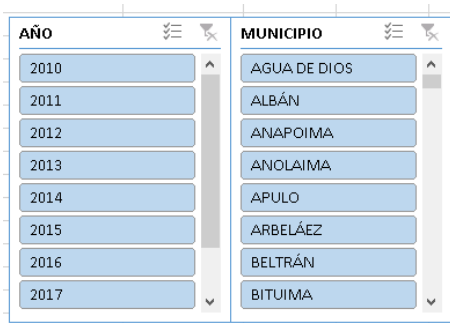 AÑO
2010
2011
2012
2013
2014
2015
2016
2017
MUNICIPIO
AGUA DE DIOS
ALBÁN
ANAPOIMA
ANOLAIMA
APULO
ARBELÁEZ
BELTRÁN
BITUIMA